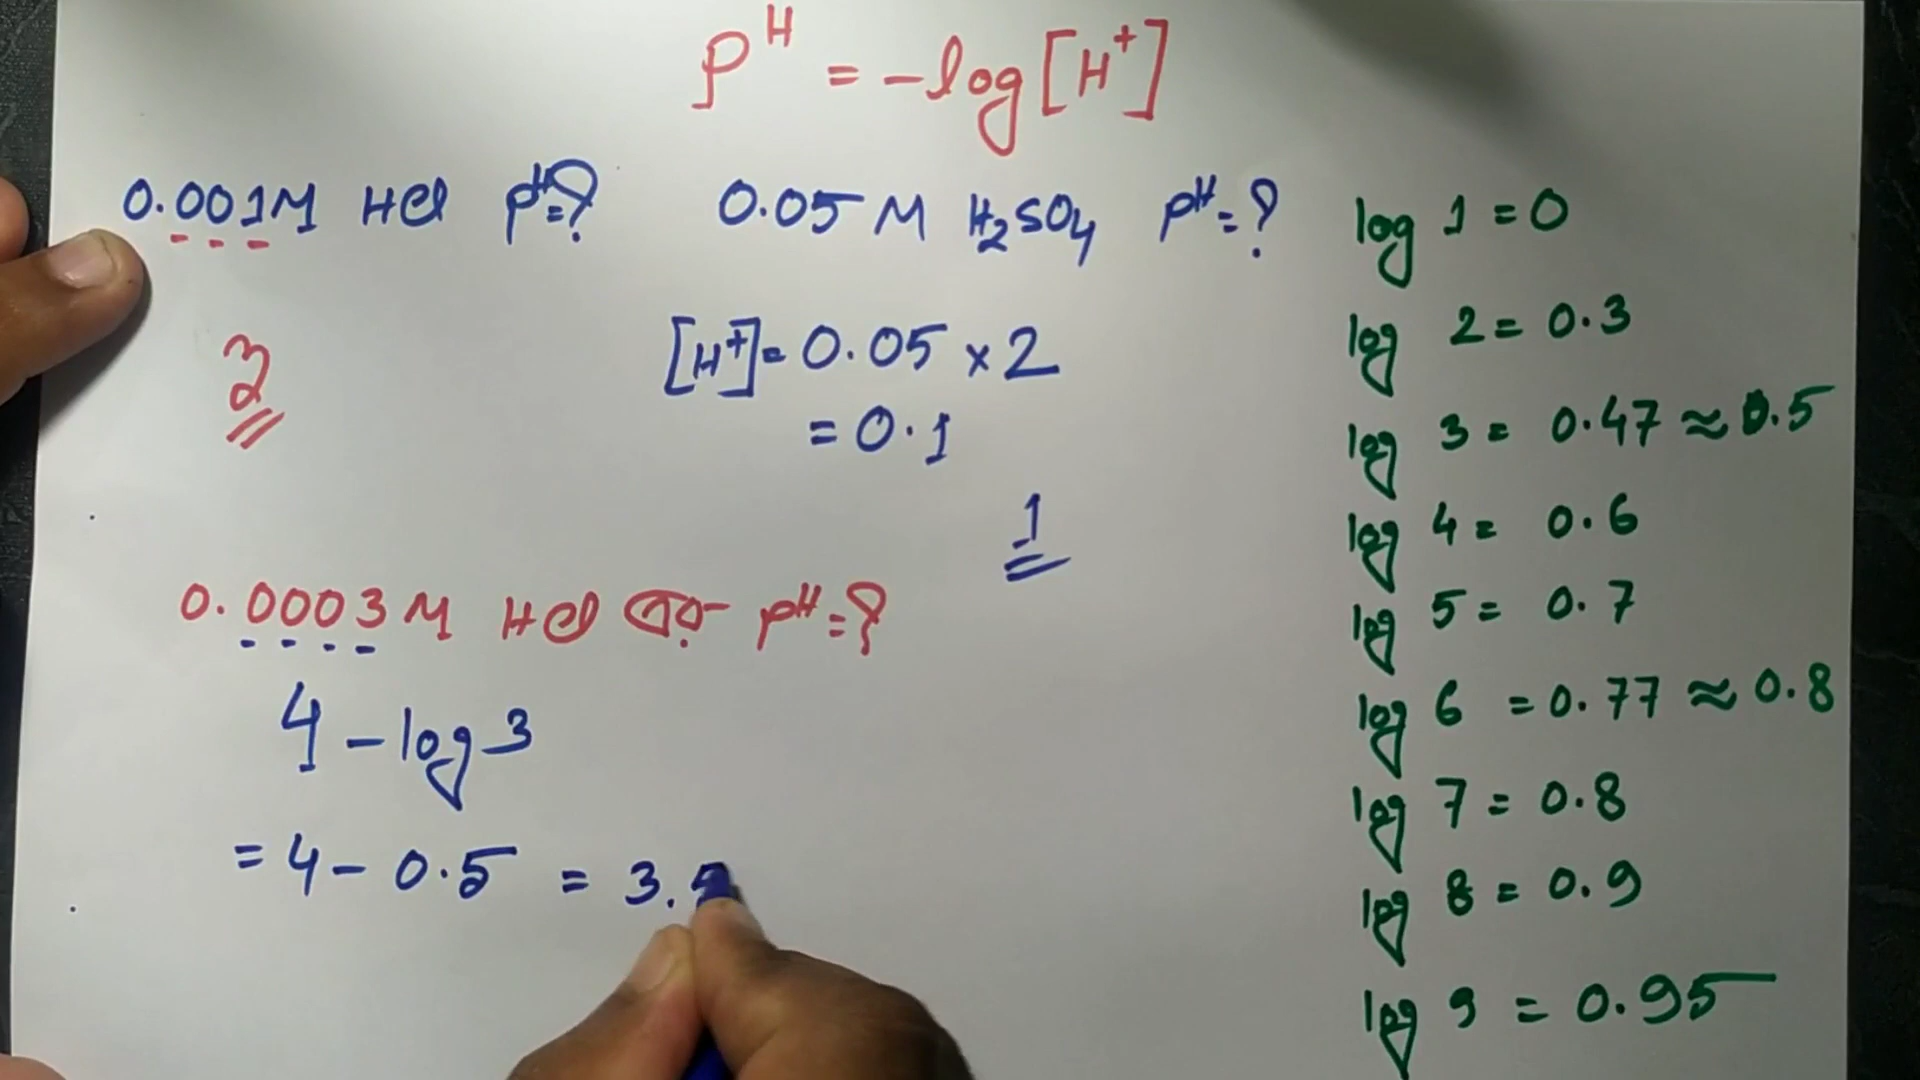 pH = -log[H+]
0.001M HCl pH=?
3
0.05 M H2SO4 pH=?
[H+]= 0.05 × 2
= 0.1
1
0.0003 M HCl এর pH=?
4 - log 3
= 4 - 0.5 = 3.5
log 1 = 0
log 2 = 0.3
log 3 = 0.47 ≈ 0.5
log 4 = 0.6
log 5 = 0.7
log 6 = 0.77 ≈ 0.8
log 7 = 0.8
log 8 = 0.9
log 9 = 0.95